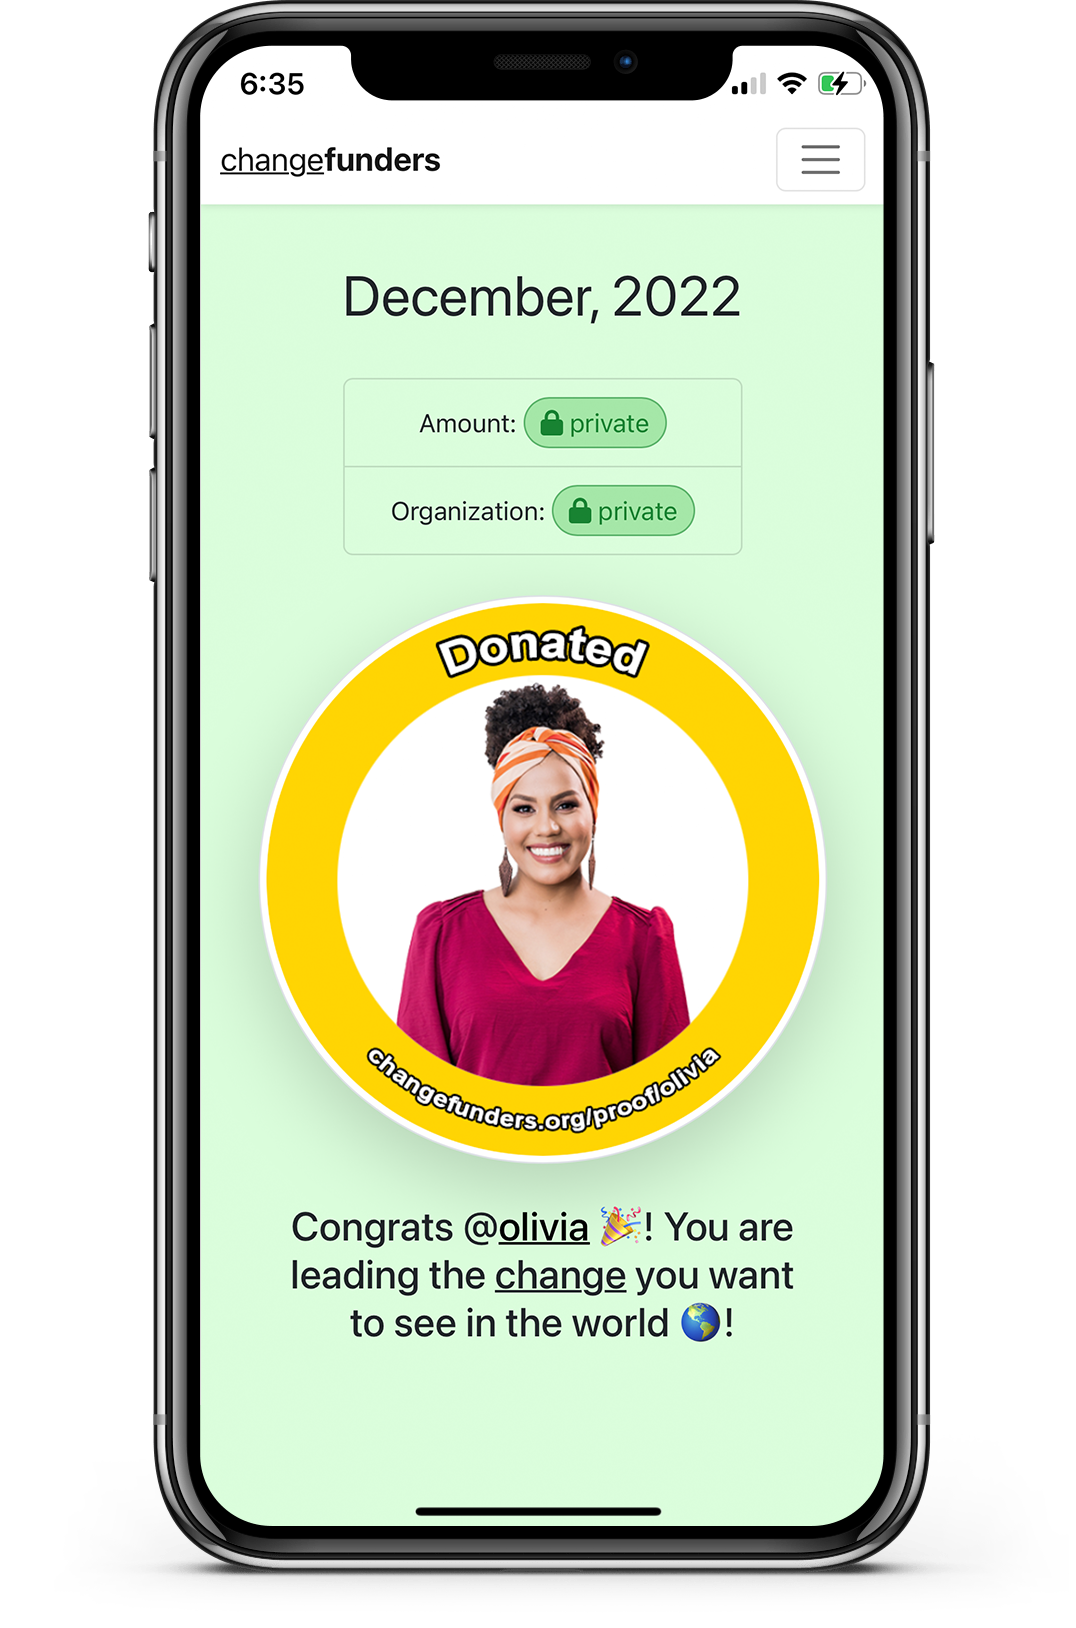 6:35
changefunders
December, 2022
Amount: private
Organization: private
Donated
changefunders.org/proof/olivia
Congrats @olivia 🎉! You are
leading the change you want
to see in the world 🌎!